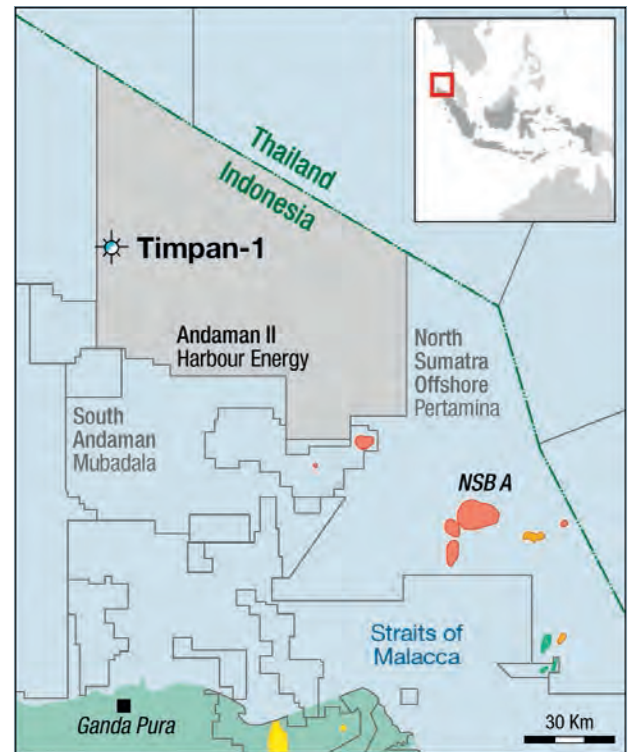 Thailand
Indonesia
Timpan-1
Andaman II
Harbour Energy
North
Sumatra
Offshore
Pertamina
South
Andaman
Mubadala
NSB A
Straits of
Malacca
Ganda Pura
30 Km